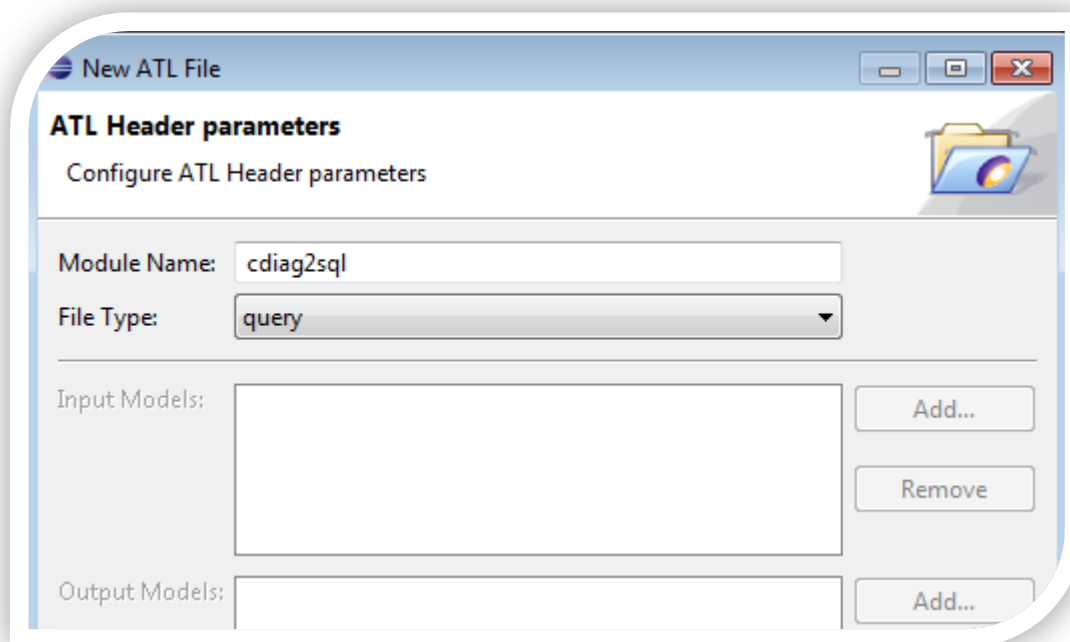 New ATL File
ATL Header parameters
Configure ATL Header parameters
Module Name: cdiag2sql
File Type: query
Input Models: Add...
Remove
Output Models: Add...